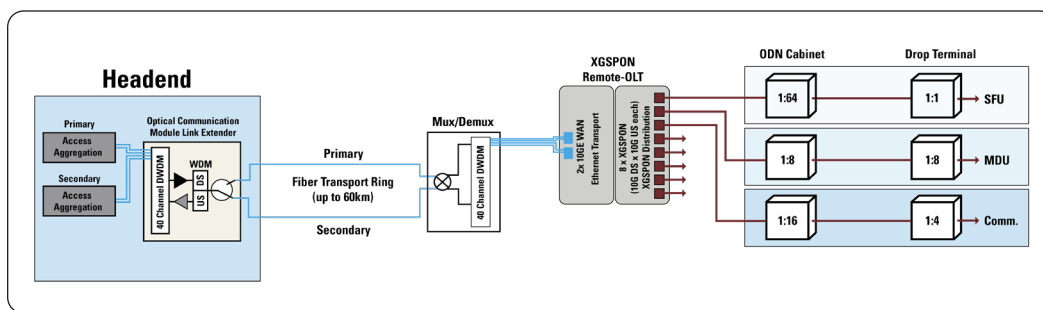 Headend
Primary
Access
Aggregation
Secondary
Access
Aggregation
Optical Communication
Module Link Extender
40 Channel DWDM
WDM
DS
US
Primary
Fiber Transport Ring
(up to 60km)
Secondary
Mux/Demux
40 Channel DWDM
XGSPON
Remote-OLT
2x 10GE WAN
Ethernet Transport
8 x XGSPON
(10G DS x 10G US each)
XGSPON Distribution
ODN Cabinet
Drop Terminal
1:64
1:1
SFU
1:8
1:8
MDU
1:16
1:4
Comm.